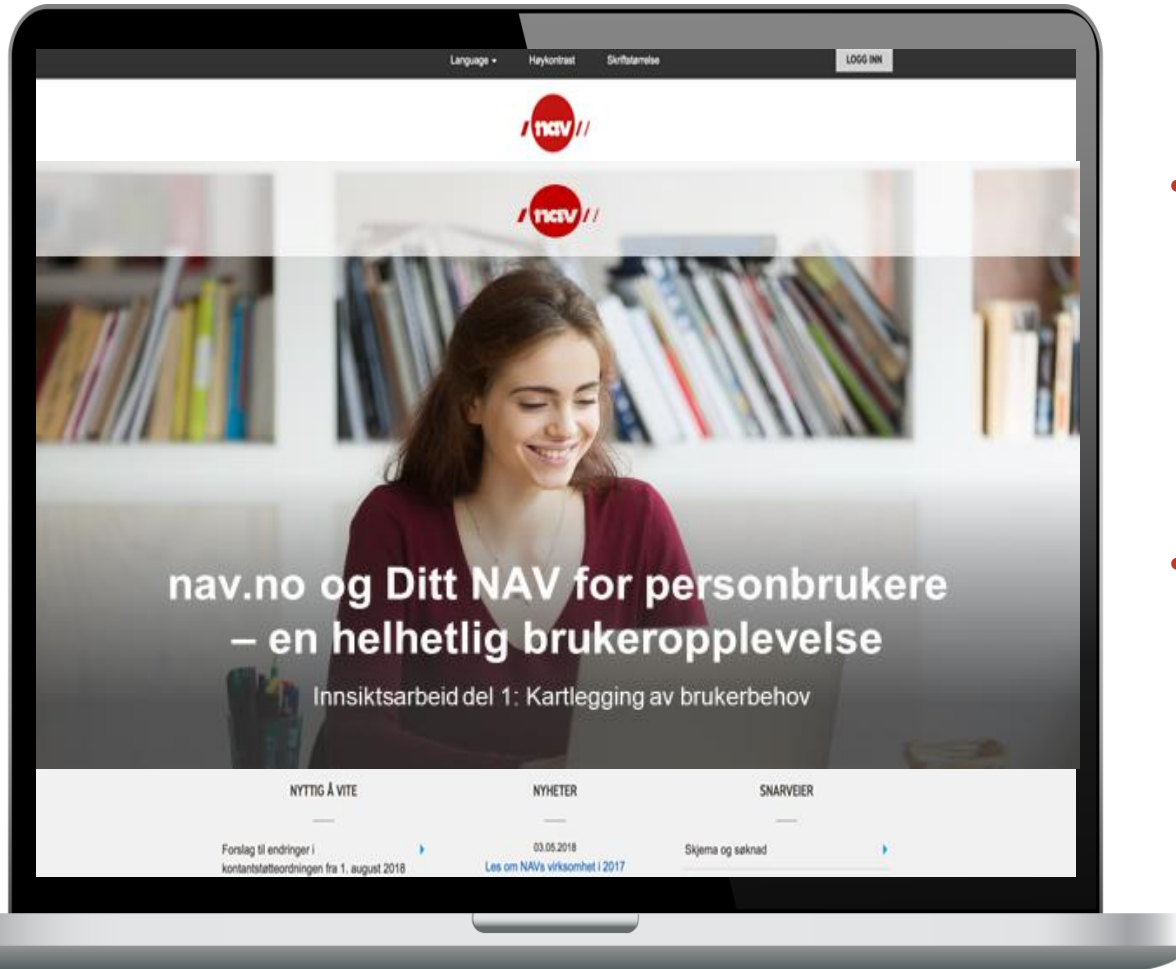 Language
Høykontrast
Skriftstørrelse
LOGG INN
nav
nav
nav.no og Ditt NAV for personbrukere
– en helhetlig brukeropplevelse
Innsiktsarbeid del 1: Kartlegging av brukerbehov
NYTTIG Å VITE
Forslag til endringer i
kontantstøtteordningen fra 1. august 2018
NYHETER
03.05.2018
Les om NAVs virksomhet i 2017
SNARVEIER
Skjema og søknad